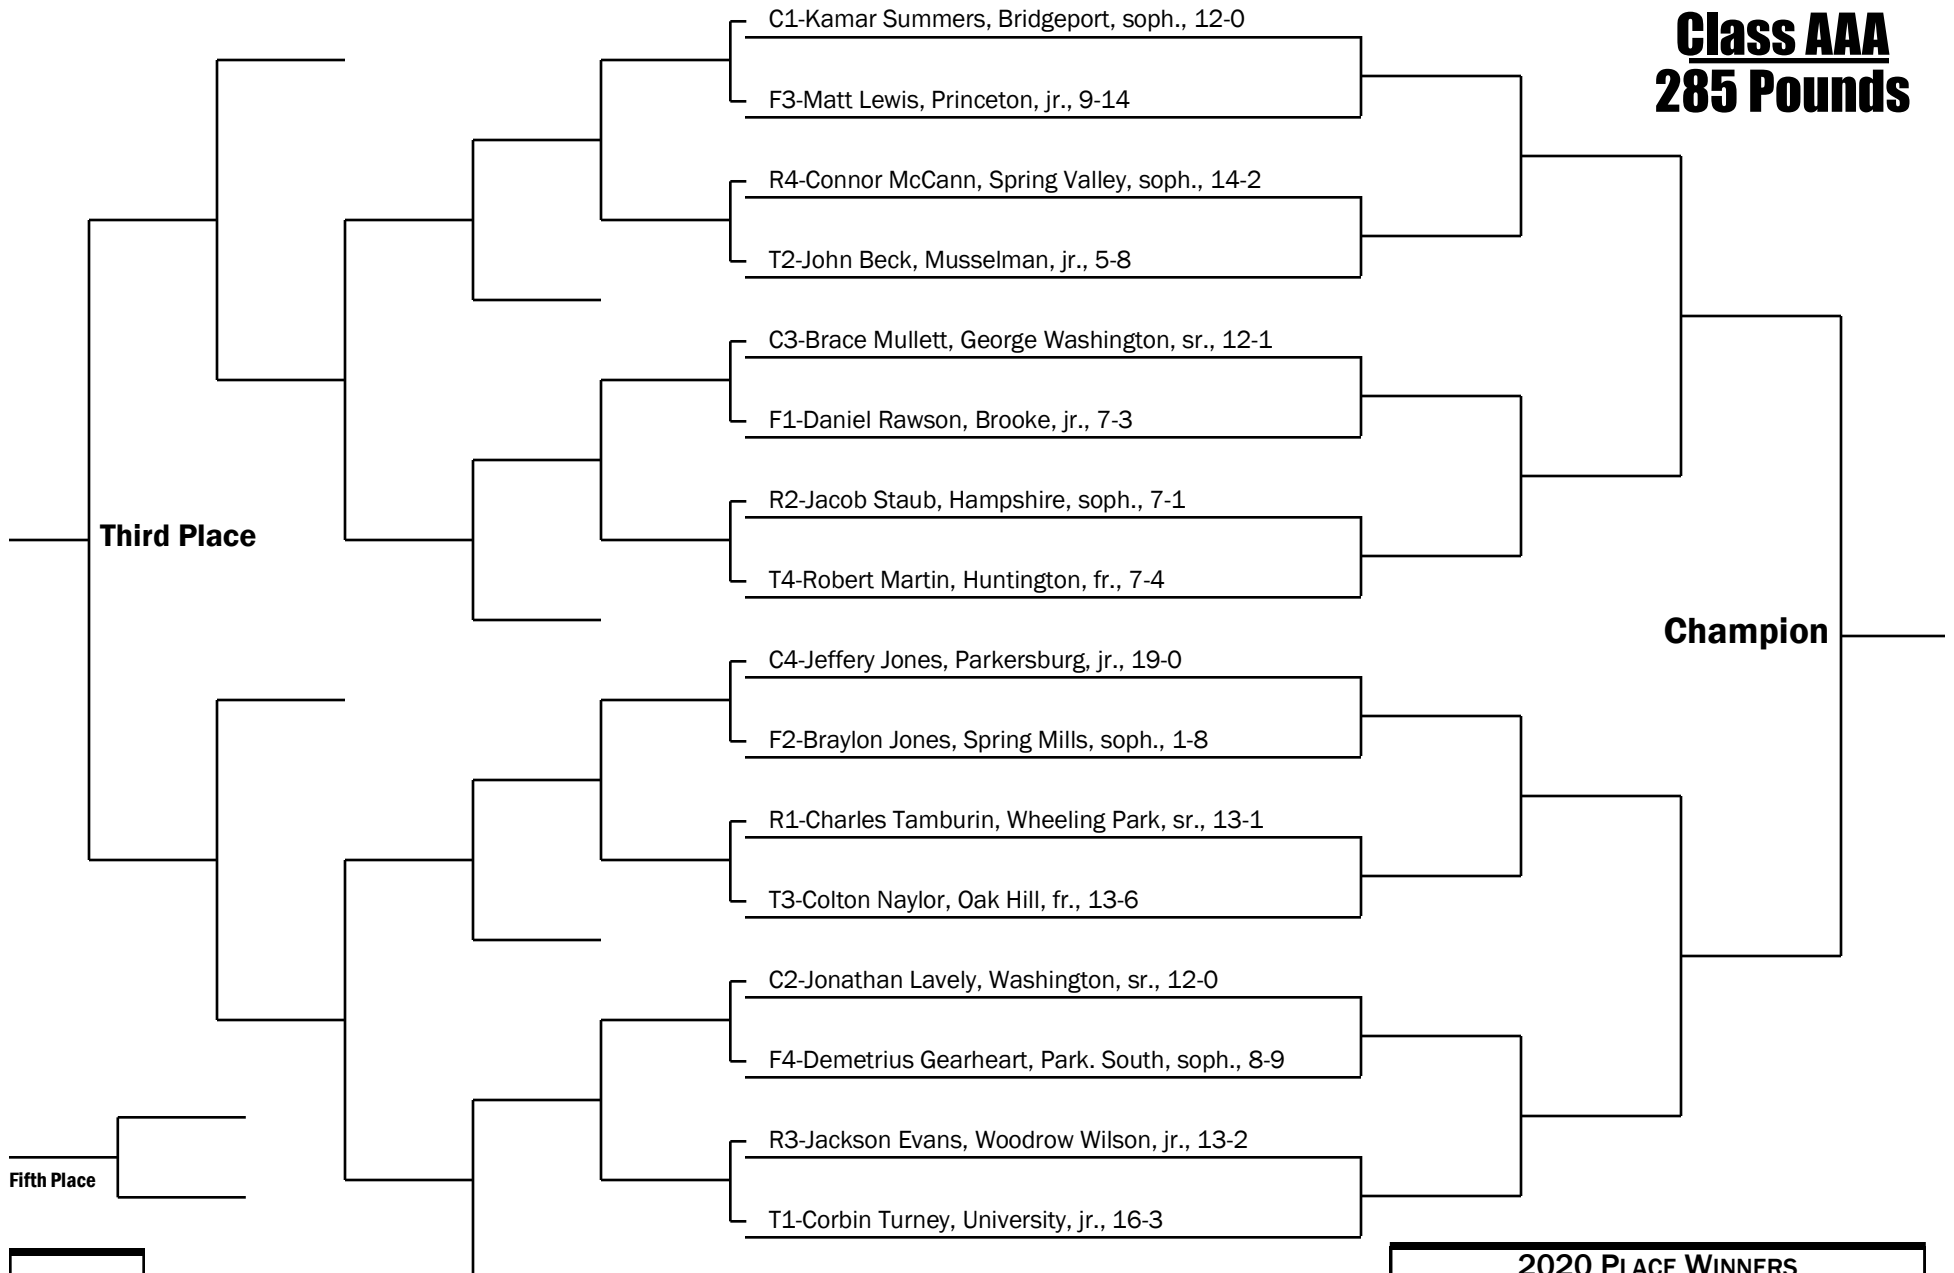 Class AAA
285 Pounds
C1-Kamar Summers, Bridgeport, soph., 12-0
F3-Matt Lewis, Princeton, jr., 9-14
R4-Connor McCann, Spring Valley, soph., 14-2
T2-John Beck, Musselman, jr., 5-8
C3-Brace Mullett, George Washington, sr., 12-1
F1-Daniel Rawson, Brooke, jr., 7-3
R2-Jacob Staub, Hampshire, soph., 7-1
Third Place
T4-Robert Martin, Huntington, fr., 7-4
Champion
C4-Jeffery Jones, Parkersburg, jr., 19-0
F2-Braylon Jones, Spring Mills, soph., 1-8
R1-Charles Tamburin, Wheeling Park, sr., 13-1
T3-Colton Naylor, Oak Hill, fr., 13-6
C2-Jonathan Lavely, Washington, sr., 12-0
F4-Demetrius Gearheart, Park. South, soph., 8-9
R3-Jackson Evans, Woodrow Wilson, jr., 13-2
Fifth Place
T1-Corbin Turney, University, jr., 16-3
2020 PLACE WINNERS